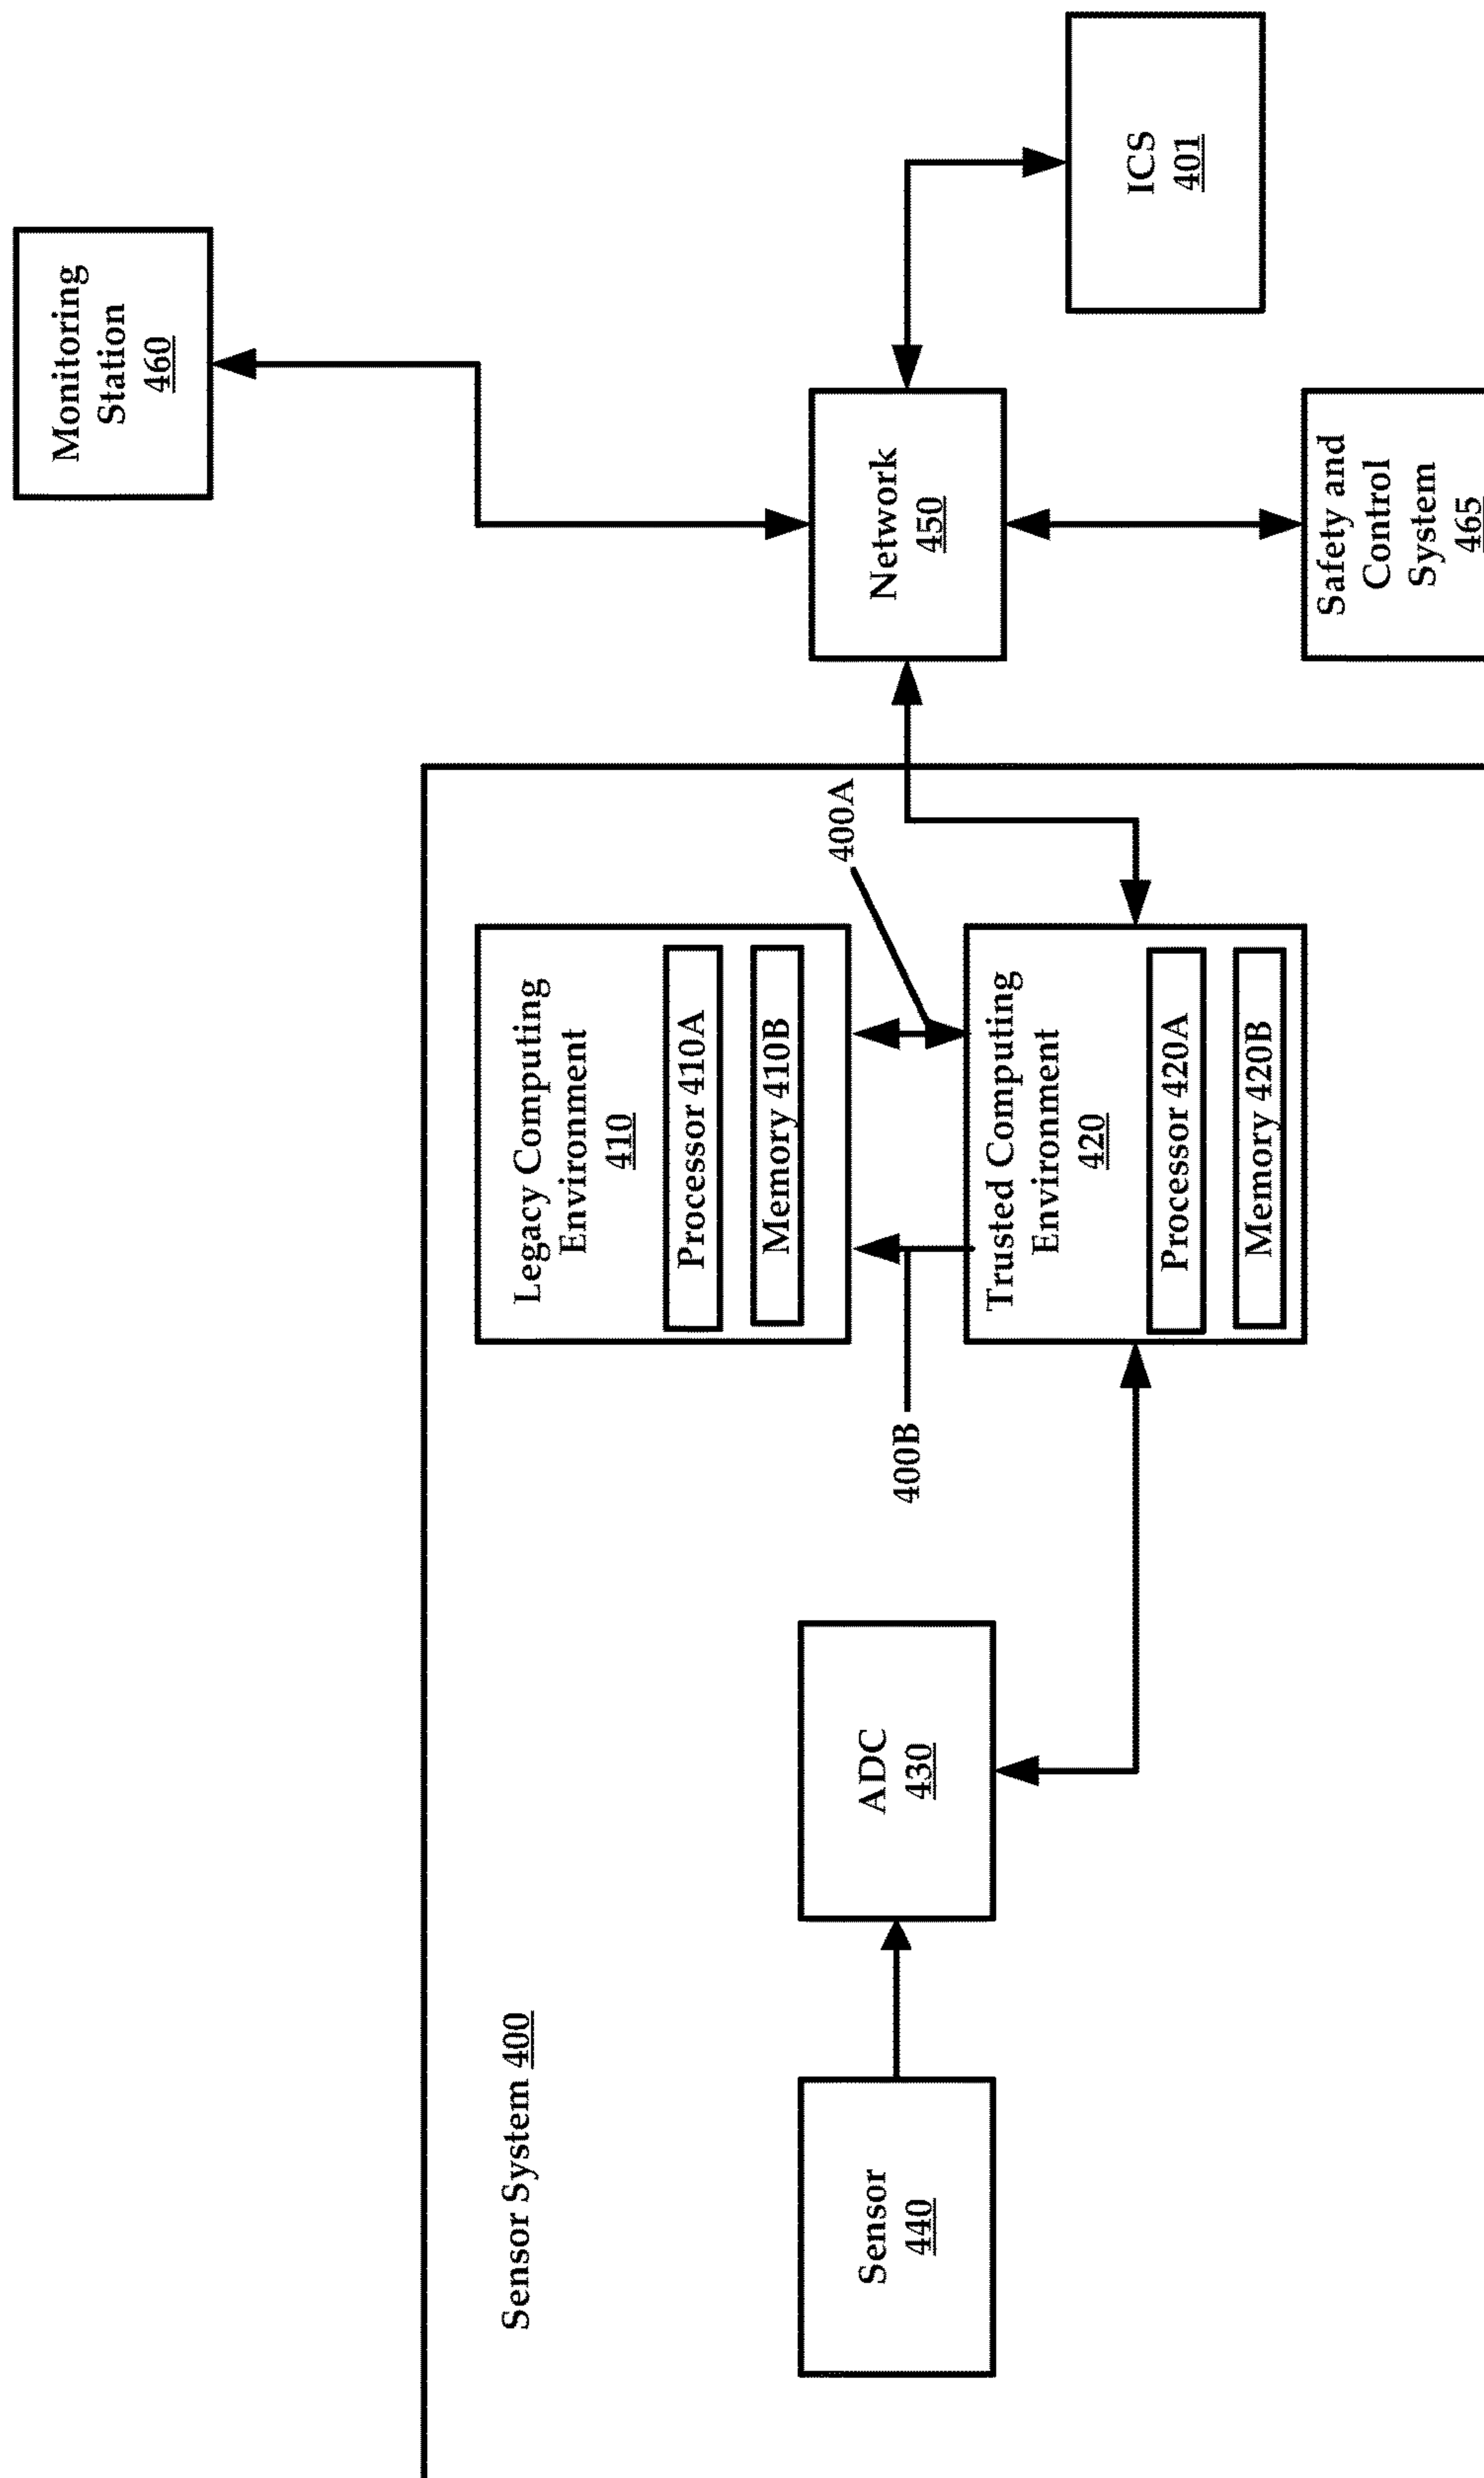 Sensor System 400
Sensor
440
ADC
430
400B
Legacy Computing
Environment
410
Processor 410A
Memory 410B
400A
Trusted Computing
Environment
420
Processor 420A
Memory 420B
Monitoring
Station
460
Network
450
Safety and
Control
System
465
ICS
401